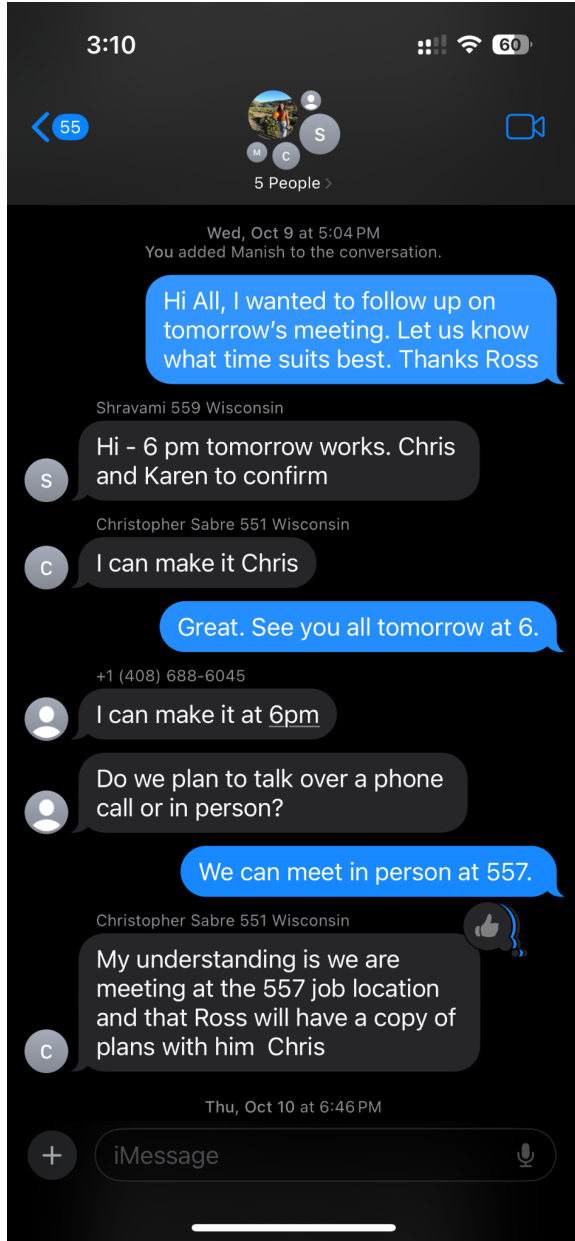 3:10
60
55
S
M
C
5 People
Wed, Oct 9 at 5:04 PM
You added Manish to the conversation.
Hi All, I wanted to follow up on
tomorrow's meeting. Let us know
what time suits best. Thanks Ross
Shravami 559 Wisconsin
Hi - 6 pm tomorrow works. Chris
and Karen to confirm
S
Christopher Sabre 551 Wisconsin
I can make it Chris
C
Great. See you all tomorrow at 6.
+1 (408) 688-6045
I can make it at 6pm
Do we plan to talk over a phone
call or in person?
We can meet in person at 557.
Christopher Sabre 551 Wisconsin
My understanding is we are
meeting at the 557 job location
and that Ross will have a copy of
plans with him  Chris
C
Thu, Oct 10 at 6:46 PM
iMessage